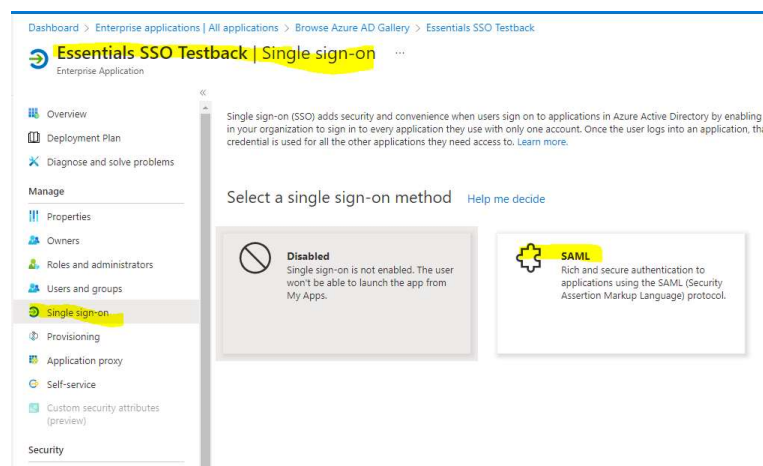 Dashboard > Enterprise applications | All applications > Browse Azure AD Gallery > Essentials SSO Testback
Essentials SSO Testback | Single sign-on ...
Enterprise Application
«
Overview
Deployment Plan
Diagnose and solve problems
Manage
Properties
Owners
Roles and administrators
Users and groups
Single sign-on
Provisioning
Application proxy
Self-service
Custom security attributes
(preview)
Security
Single sign-on (SSO) adds security and convenience when users sign on to applications in Azure Active Directory by enabling
in your organization to sign in to every application they use with only one account. Once the user logs into an application, tha
credential is used for all the other applications they need access to. Learn more.
Select a single sign-on method Help me decide
Disabled
Single sign-on is not enabled. The user
won't be able to launch the app from
My Apps.
SAML
Rich and secure authentication to
applications using the SAML (Security
Assertion Markup Language) protocol.